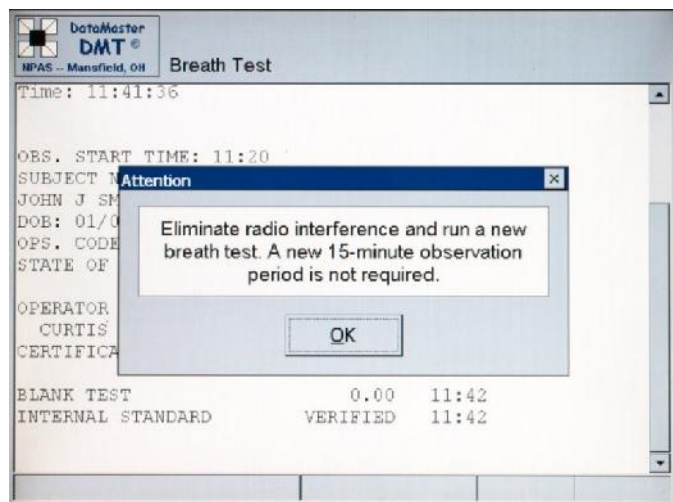 DataMaster
DMT ©
NPAS -- Mansfield, OH
Breath Test
Time: 11:41:36
OBS. START TIME: 11:20
SUBJECT N
JOHN J SM
DOB: 01/0
OPS. CODE
STATE OF
OPERATOR
CURTIS
CERTIFICA
Attention
Eliminate radio interference and run a new
breath test. A new 15-minute observation
period is not required.
OK
BLANK TEST 0.00 11:42
INTERNAL STANDARD VERIFIED 11:42